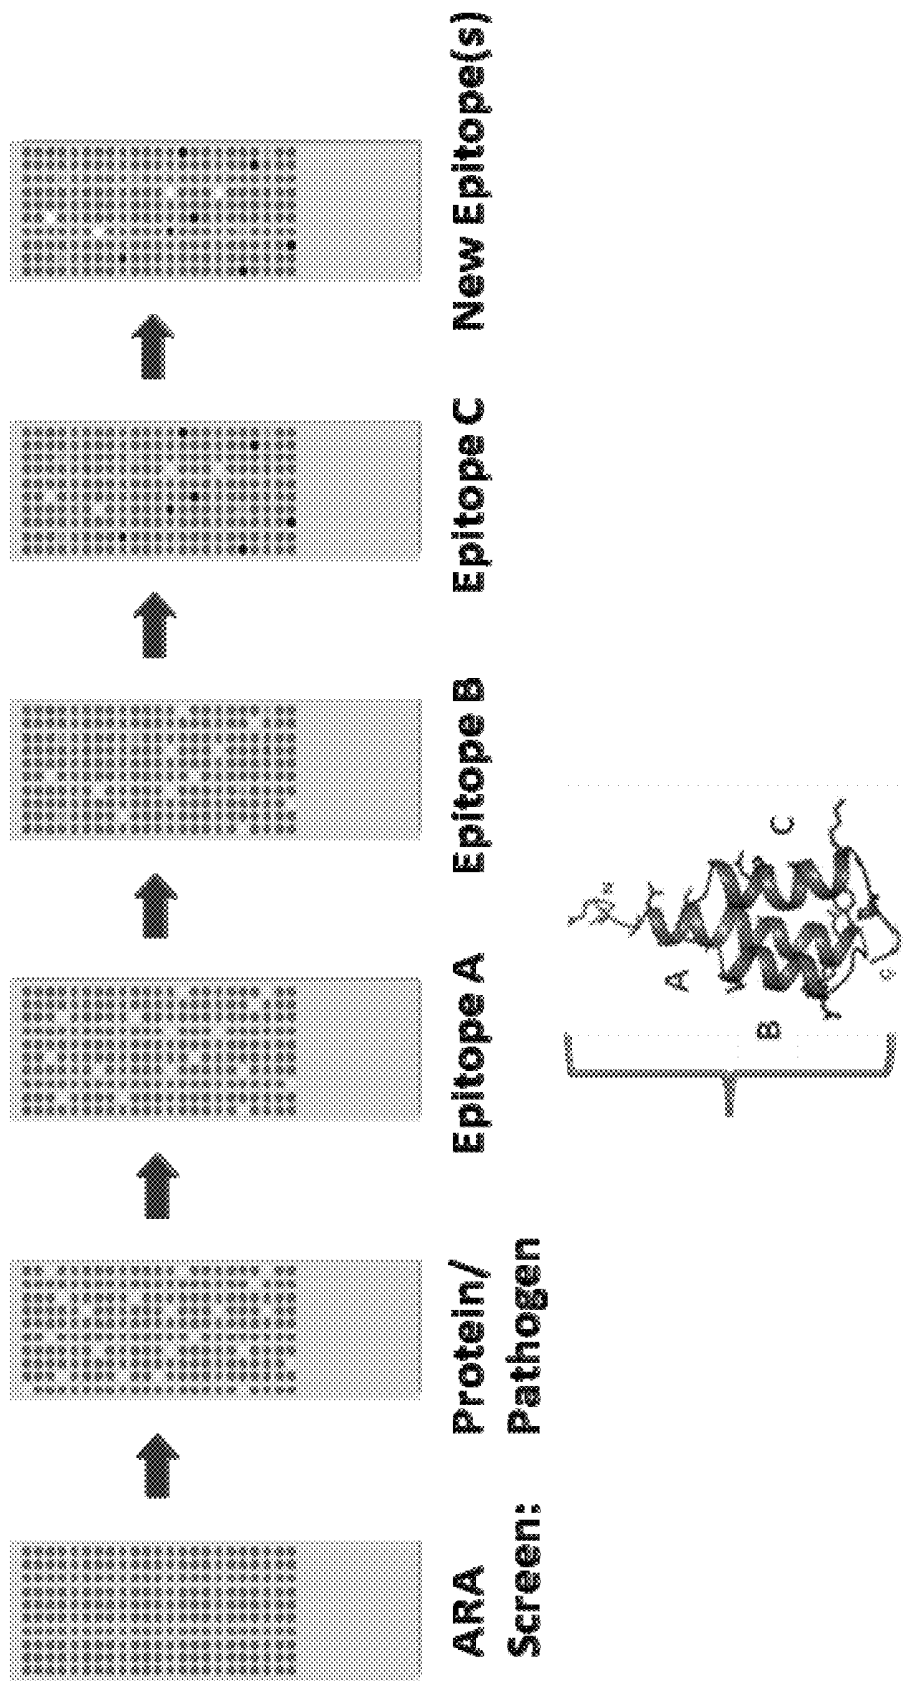 ARA
Screen:
Protein/
Pathogen
Epitope A
Epitope B
Epitope C
New Epitope(s)
A
B
C
N
C